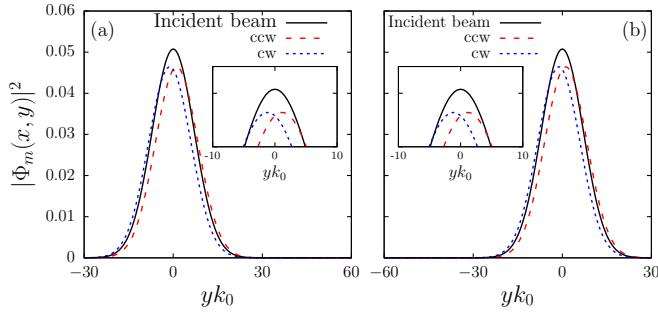 (a)
Incident beam
ccw
cw
|Φ_m(x, y)|²
0.06
0.05
0.04
0.03
0.02
0.01
0
-10
0
10
yk₀
−30
0
30
60
yk₀
Incident beam
ccw
cw
(b)
-10
0
10
yk₀
−60
−30
0
30
yk₀